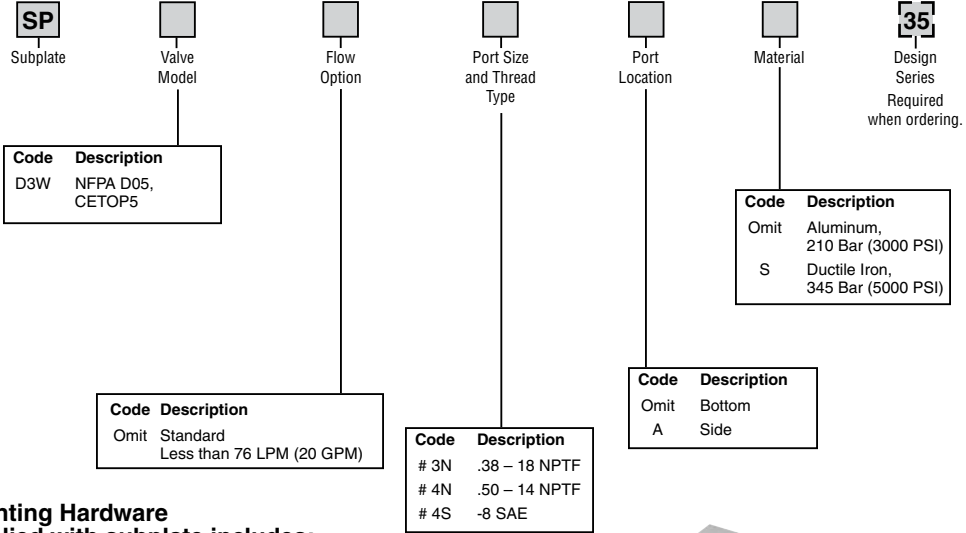 SP
35
Subplate
Valve
Model
Flow
Option
Port Size
and Thread
Type
Port
Location
Material
Design
Series
Required
when ordering.
Code Description
D3W NFPA D05,
CETOP5
Code Description
Omit Aluminum,
210 Bar (3000 PSI)
S Ductile Iron,
345 Bar (5000 PSI)
Code Description
Omit Bottom
A Side
Code Description
Omit Standard
Less than 76 LPM (20 GPM)
Code Description
# 3N .38 – 18 NPTF
# 4N .50 – 14 NPTF
# 4S -8 SAE
nting Hardware